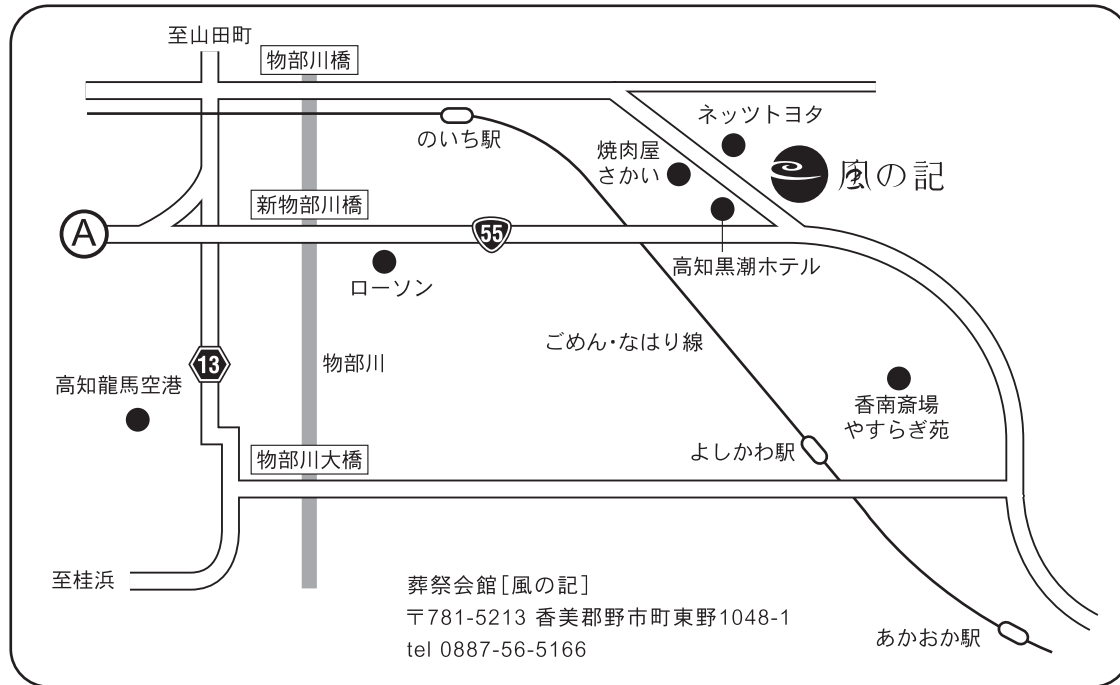 至山田町
物部川橋
ネッツトヨタ
のいち駅
焼肉屋
さかい
風の記
新物部川橋
A
55
高知黒潮ホテル
ローソン
ごめん・なはり線
13
物部川
高知龍馬空港
香南斎場
やすらぎ苑
よしかわ駅
物部川大橋
至桂浜
葬祭会館[風の記]
〒781-5213 香美郡野市町東野1048-1
tel 0887-56-5166
あかおか駅